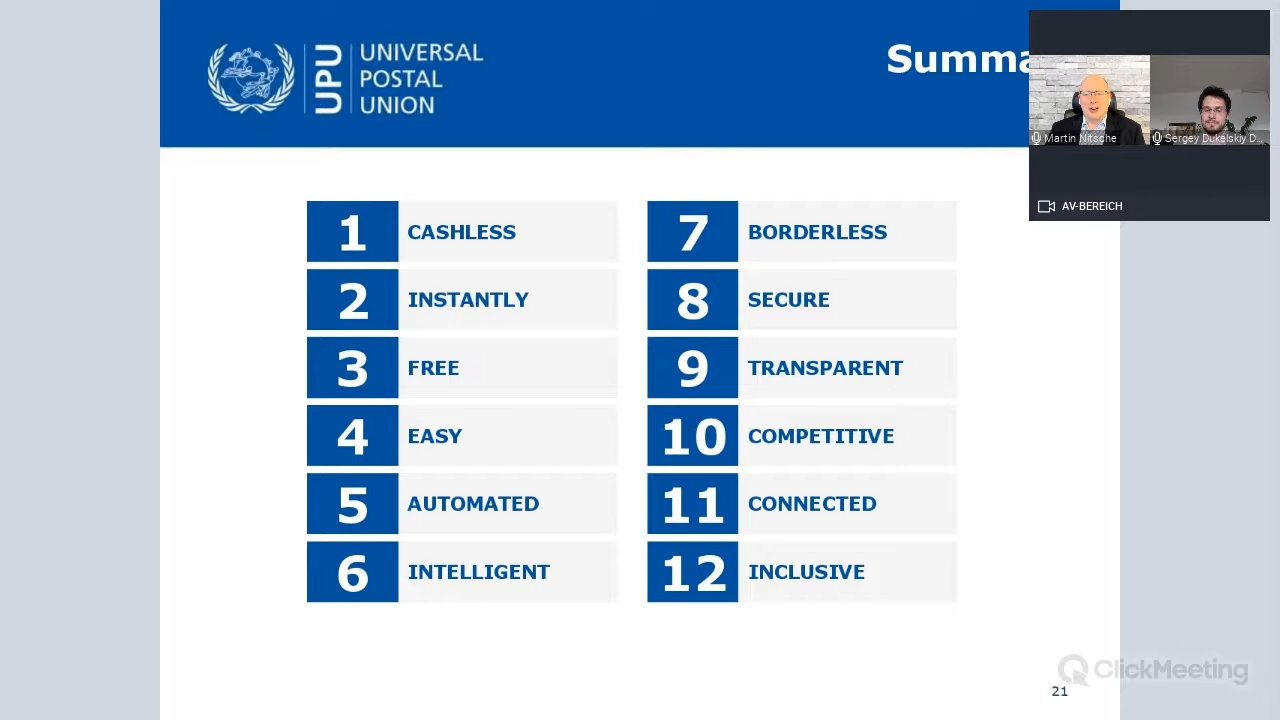 UPU
UNIVERSAL
POSTAL
UNION
Summa
Martin Nitsche
Sergey Dukelskiy D...
AV-BEREICH
1 CASHLESS
2 INSTANTLY
3 FREE
4 EASY
5 AUTOMATED
6 INTELLIGENT
7 BORDERLESS
8 SECURE
9 TRANSPARENT
10 COMPETITIVE
11 CONNECTED
12 INCLUSIVE
ClickMeeting
21